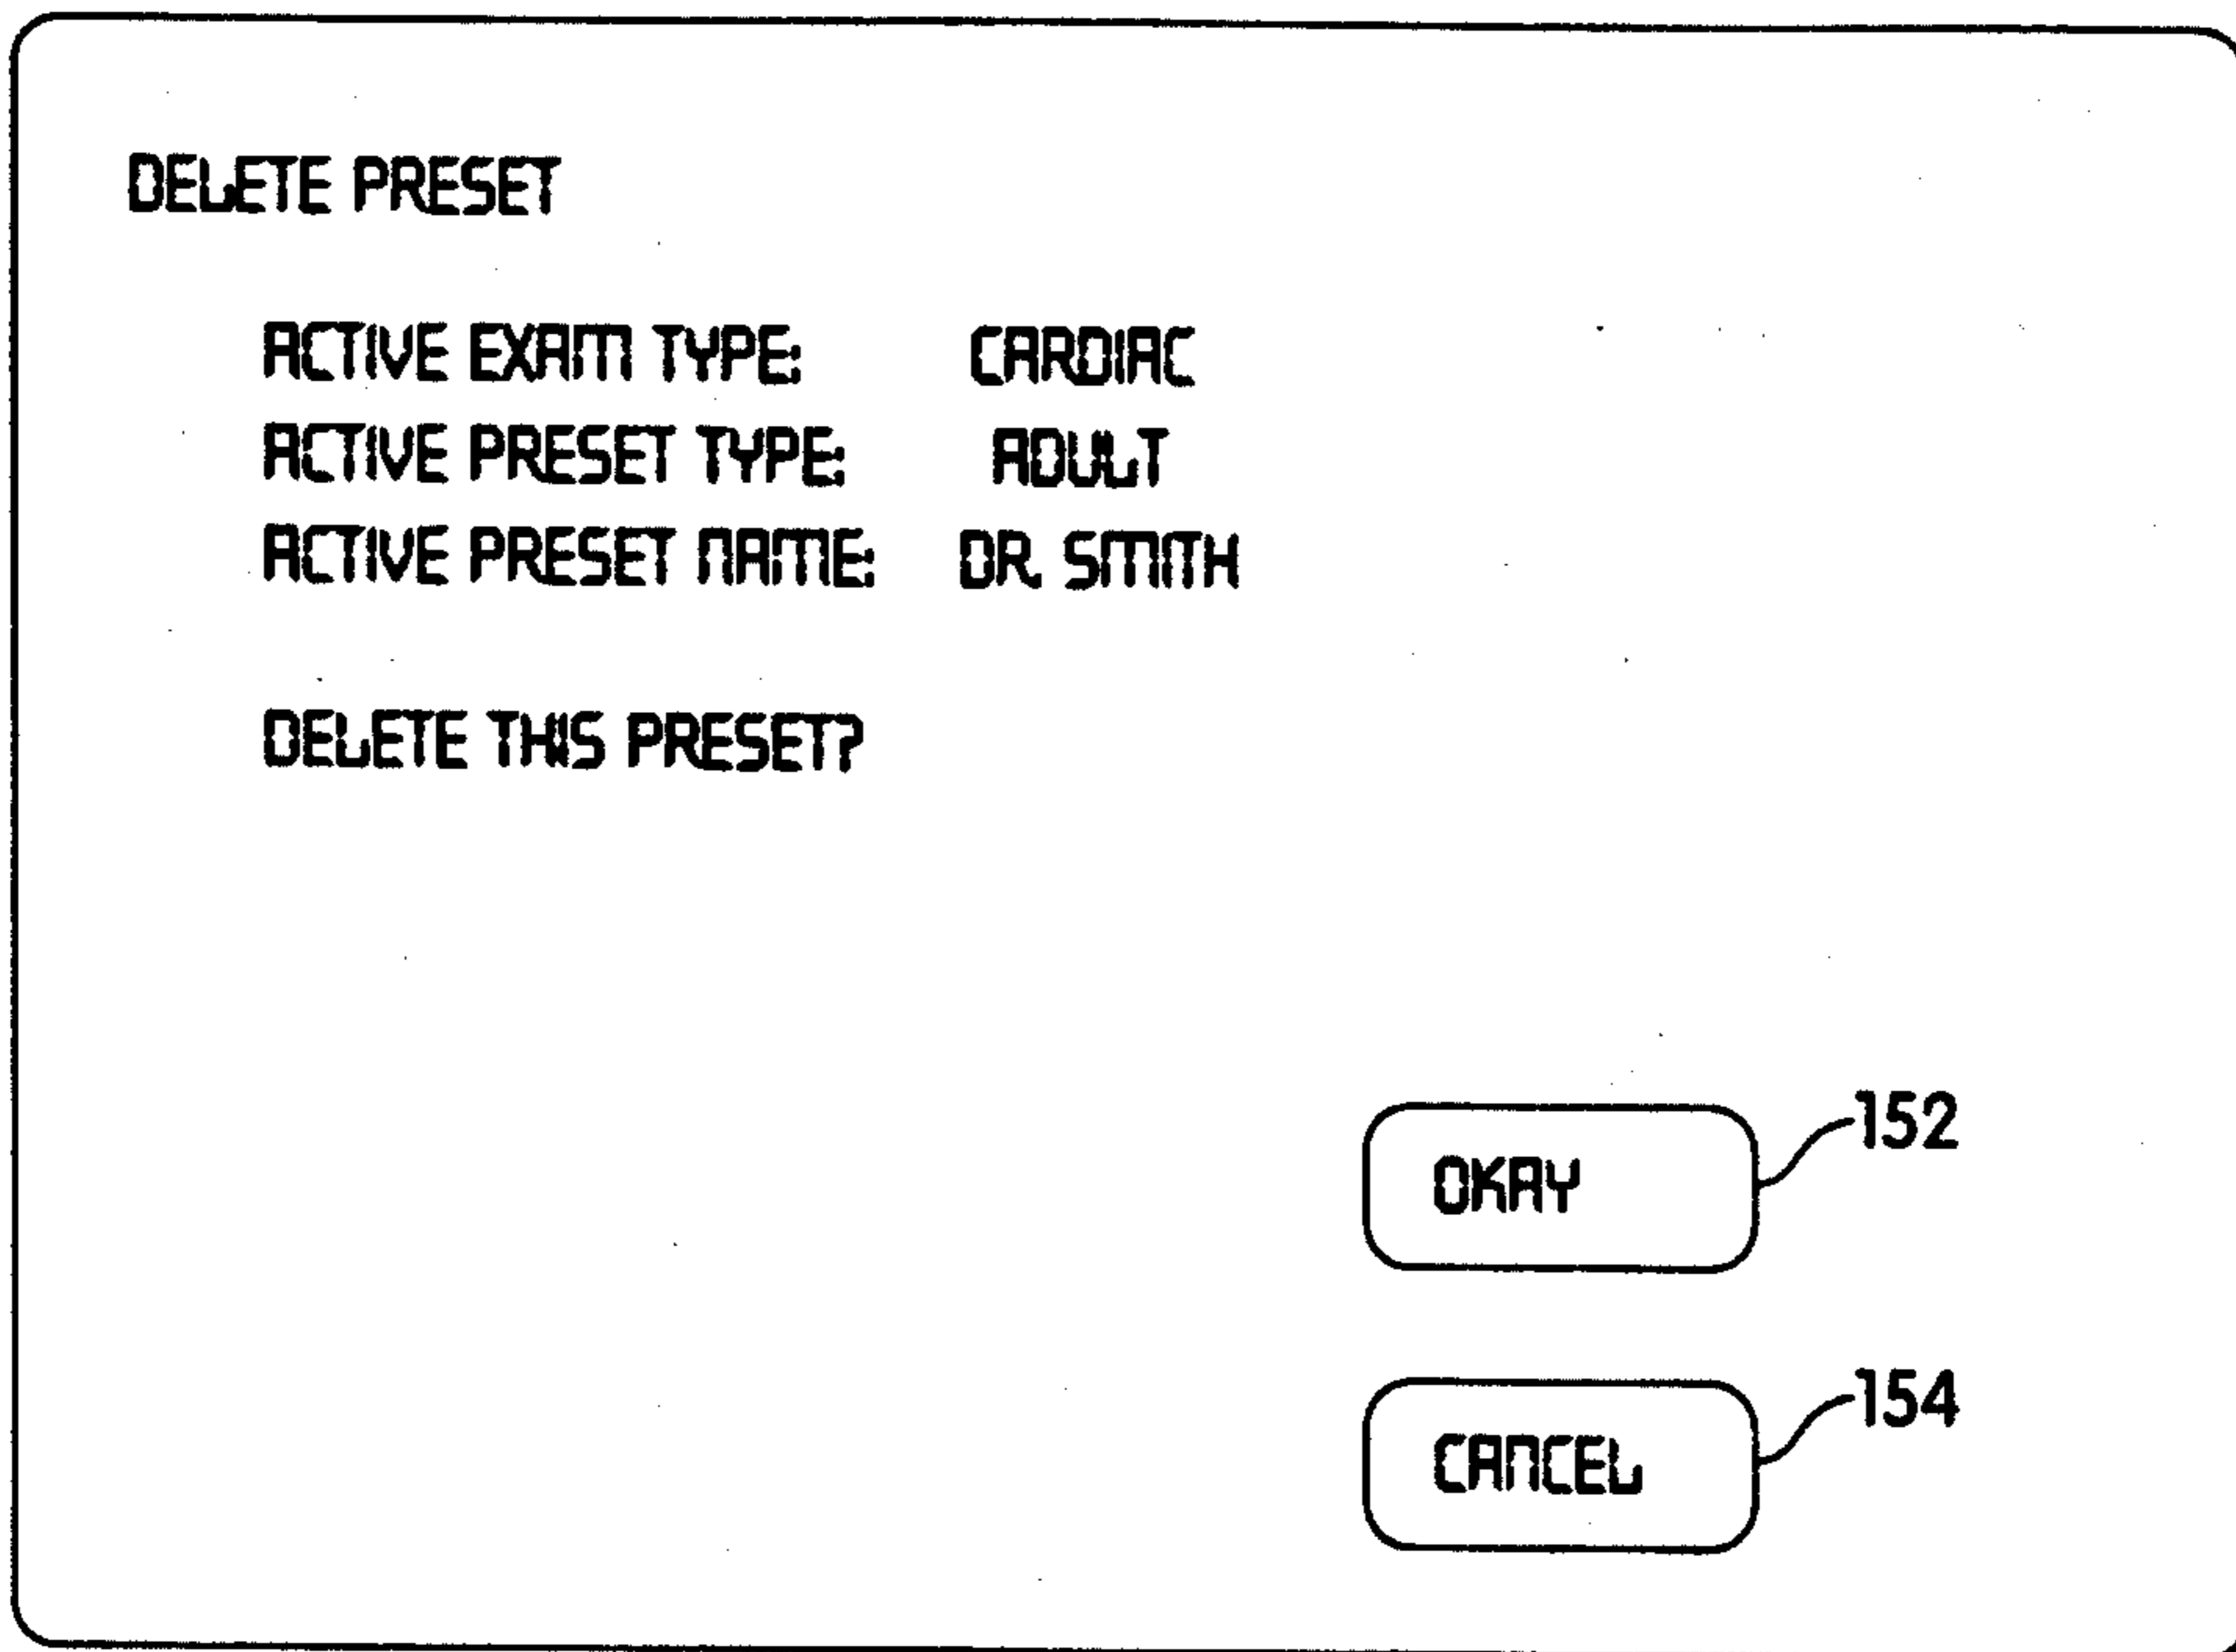 DELETE PRESET
ACTIVE EXAM TYPE: CARDIAC
ACTIVE PRESET TYPE: ADULT
ACTIVE PRESET NAME: DR SMITH
DELETE THIS PRESET?
152
OKAY
154
CANCEL